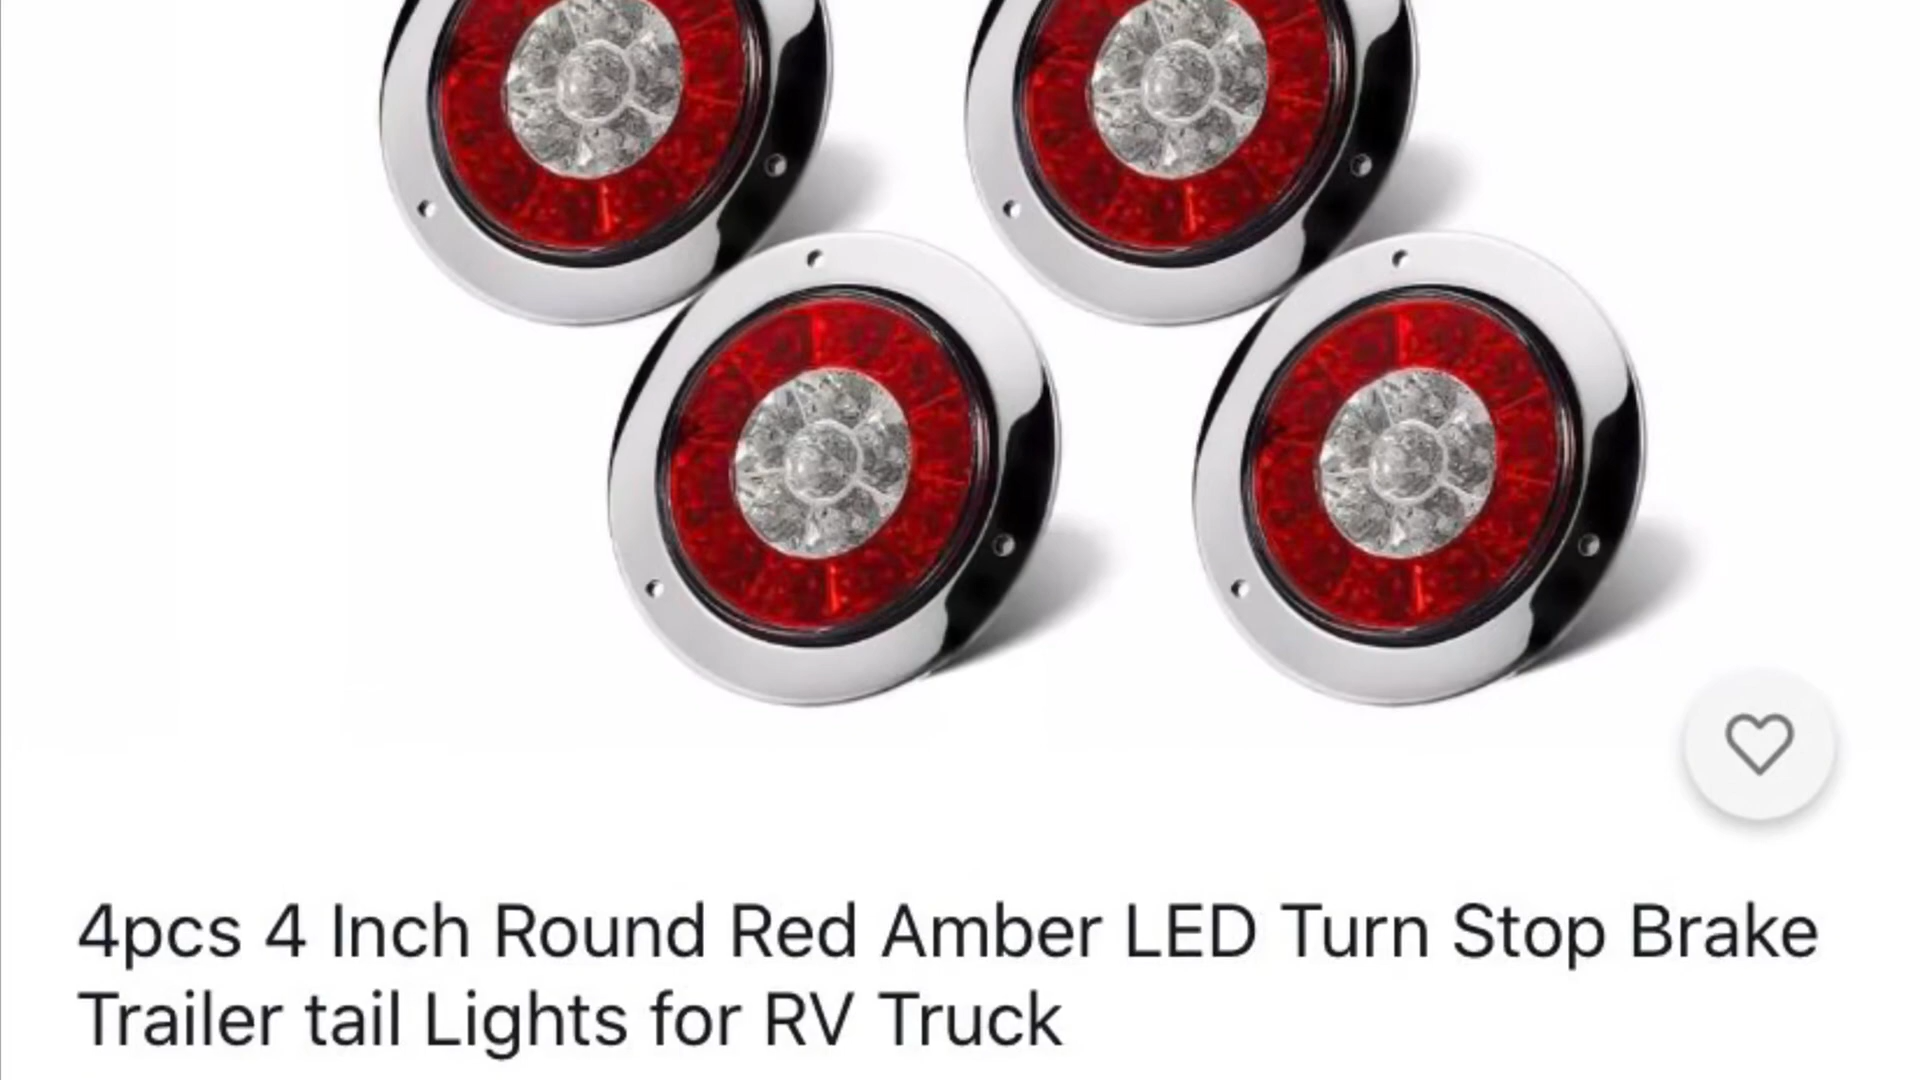 4pcs 4 Inch Round Red Amber LED Turn Stop Brake
Trailer tail Lights for RV Truck